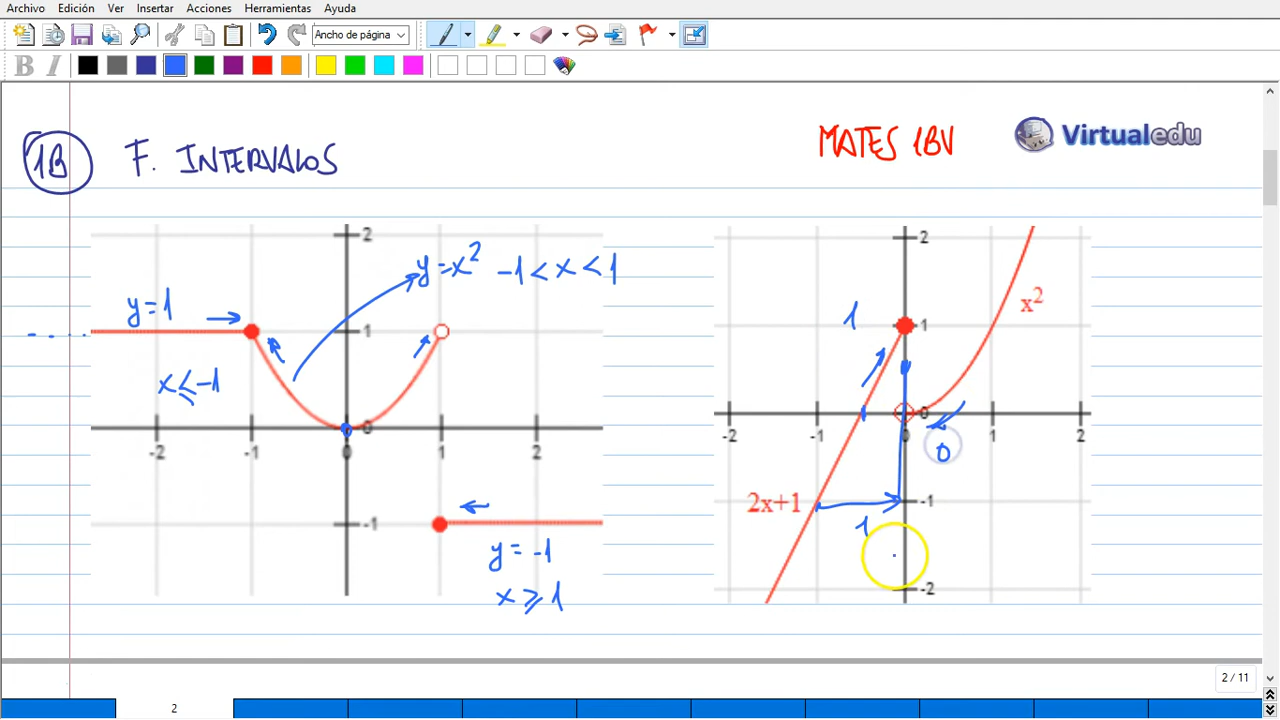 Archivo Edición Ver Insertar Acciones Herramientas Ayuda
Ancho de página
B I
1B F. INTERVALOS
MATES 1BV
Virtualedu
2
y=x² -1 < x < 1
y=1
1
x ≤ -1
-2 -1 0 0 1 2
-1
y = -1
x ≥ 1
2
x²
1
1
0
-2 -1 0 1 2
0
2x+1
-1
1
-2
2 / 11
2